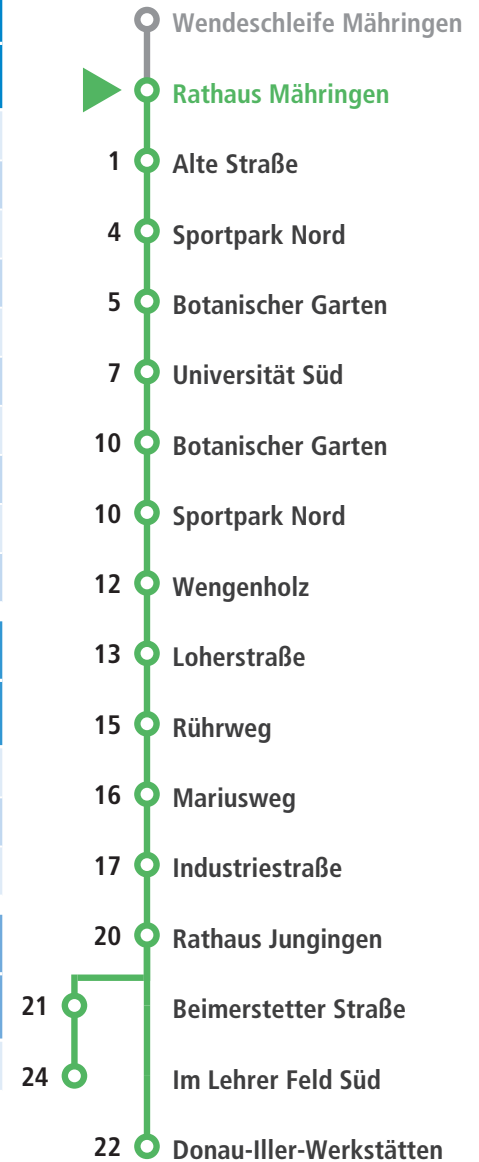 Wendeschleife Mähringen
Rathaus Mähringen
1 Alte Straße
4 Sportpark Nord
5 Botanischer Garten
7 Universität Süd
10 Botanischer Garten
10 Sportpark Nord
12 Wengenholz
13 Loherstraße
15 Rührweg
16 Mariusweg
17 Industriestraße
20 Rathaus Jungingen
21 Beimerstetter Straße
24 Im Lehrer Feld Süd
22 Donau-Iller-Werkstätten